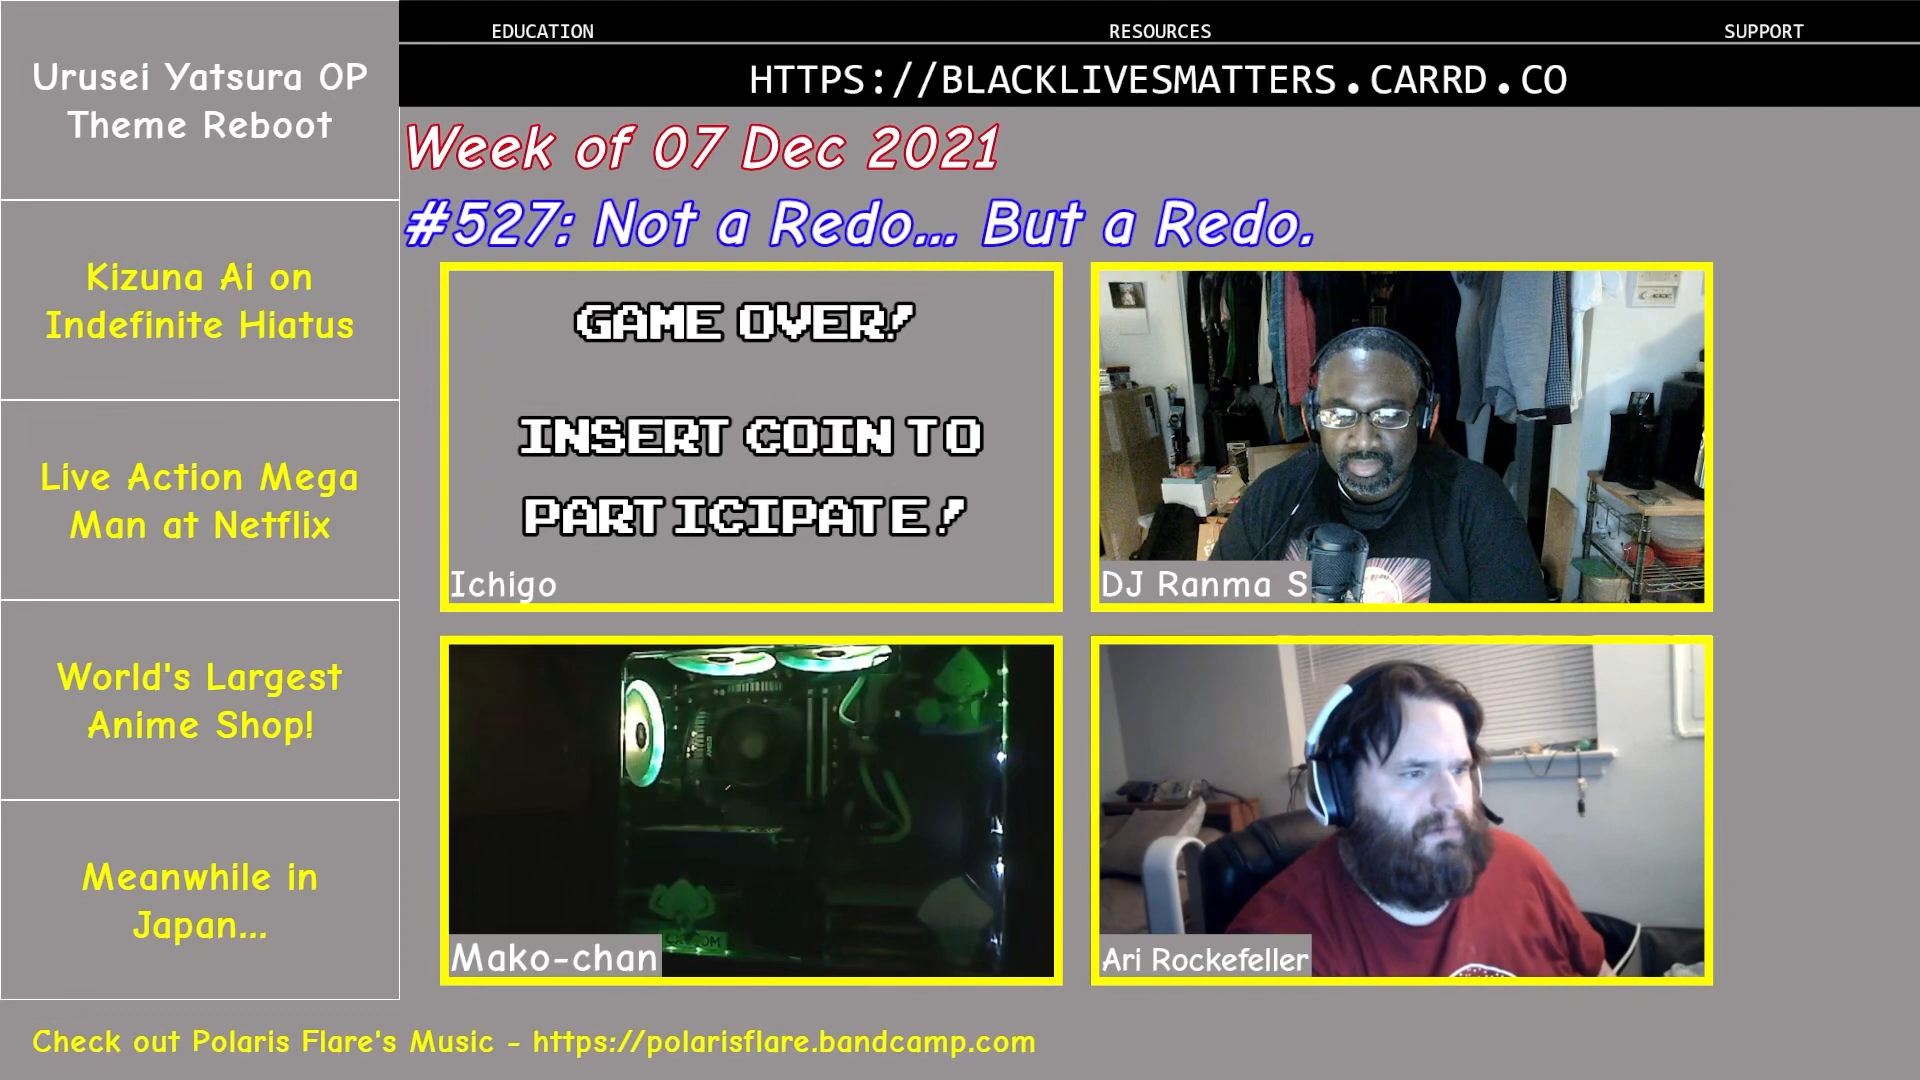 EDUCATION
RESOURCES
SUPPORT
HTTPS://BLACKLIVESMATTERS.CARRD.CO
Urusei Yatsura OP
Theme Reboot
Kizuna Ai on
Indefinite Hiatus
Live Action Mega
Man at Netflix
World's Largest
Anime Shop!
Meanwhile in
Japan...
Week of 07 Dec 2021
#527: Not a Redo... But a Redo.
GAME OVER!
INSERT COIN TO
PARTICIPATE!
Ichigo
DJ Ranma S
Mako-chan
Ari Rockefeller
Check out Polaris Flare's Music - https://polarisflare.bandcamp.com